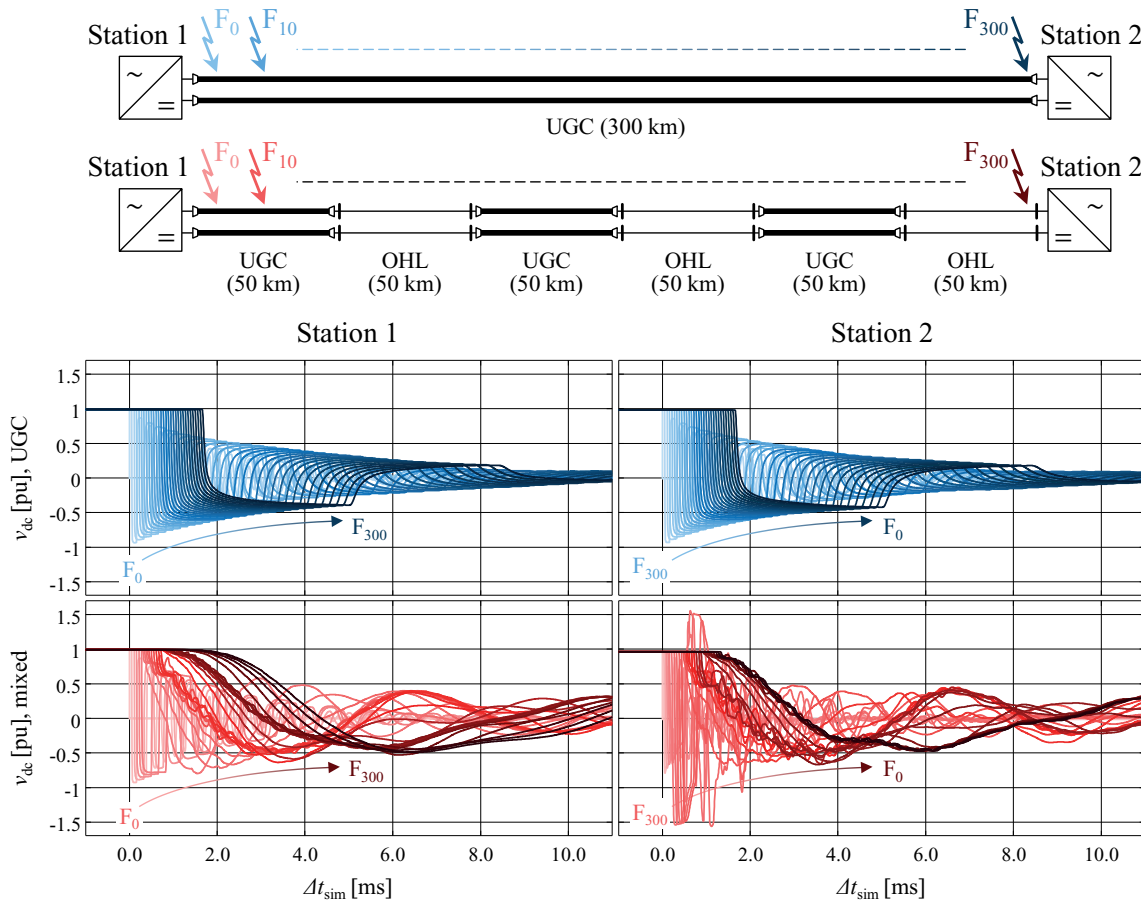 F₀ F₁₀ F₃₀₀
Station 1 Station 2
~ = ~ =
UGC (300 km)
F₀ F₁₀ F₃₀₀
Station 1 Station 2
~ = ~ =
UGC OHL UGC OHL UGC OHL
(50 km) (50 km) (50 km) (50 km) (50 km) (50 km)
Station 1 Station 2
v_dc [pu], UGC
1.5
1
0.5
0
-0.5
-1
-1.5
F₀ F₃₀₀
F₃₀₀ F₀
v_dc [pu], mixed
1.5
1
0.5
0
-0.5
-1
-1.5
F₀ F₃₀₀
F₃₀₀ F₀
0.0 2.0 4.0 6.0 8.0 10.0 0.0 2.0 4.0 6.0 8.0 10.0
Δt_sim [ms] Δt_sim [ms]